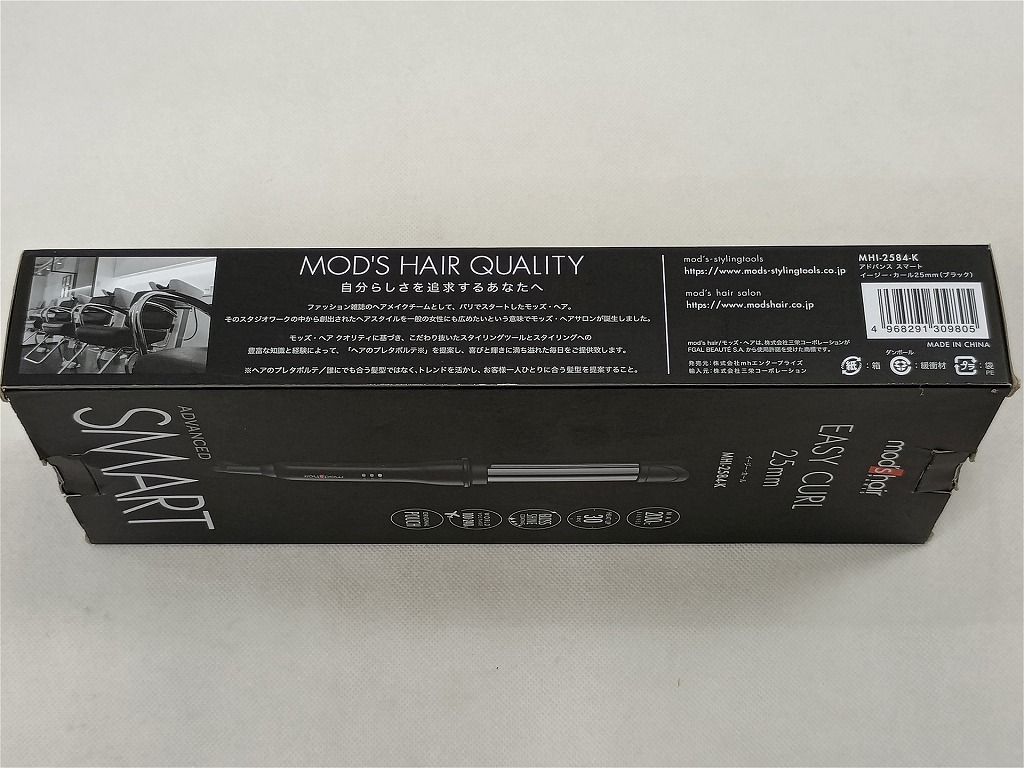 MOD'S HAIR QUALITY
自分らしさを追求するあなたへ
ファッション雑誌のヘアメイクチームとして、パリでスタートしたモッズ・ヘア。
そのスタジオワークの中から創出されたヘアスタイルを一般の女性にも広めたいという意味でモッズ・ヘアサロンが誕生しました。
モッズ・ヘア クオリティに基づき、こだわり抜いたスタイリングツールとスタイリングへの
豊富な知識と経験によって、「ヘアのプレタポルテ※」を提案し、喜びと輝きに満ち溢れた毎日をご提供致します。
※ヘアのプレタポルテ/誰にでも合う髪型ではなく、トレンドを活かし、お客様一人ひとりに合う髪型を提案すること。
mod's-stylingtools
https://www.mods-stylingtools.co.jp
mod's hair salon
https://www.modshair.co.jp
mod's hair/モッズ・ヘアは、株式会社三栄コーポレーションが
FGAL BEAUTÉ S.A. から使用許諾を受けた商標です。
発売元：株式会社mhエンタープライズ
輸入元：株式会社三栄コーポレーション
MHI-2584-K
アドバンス スマート
イージー・カール25mm(ブラック)
4 968291 309805
MADE IN CHINA
紙：箱
ダンボール：緩衝材
プラ：袋
PE
ADVANCED
SMART
mod's hair
EASY CURL
25mm
イージー・カール
MHI-2584-K
MAX
200℃
30
GLOSS
SHINE
WORLD
VOLTAGE
100-240V
ORIGINAL
POUCH